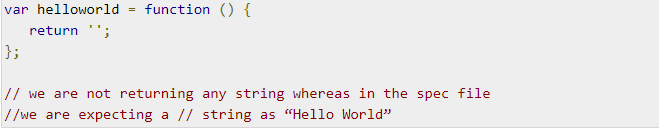 var helloworld = function () {
return '';
};
// we are not returning any string whereas in the spec file
//we are expecting a // string as “Hello World”